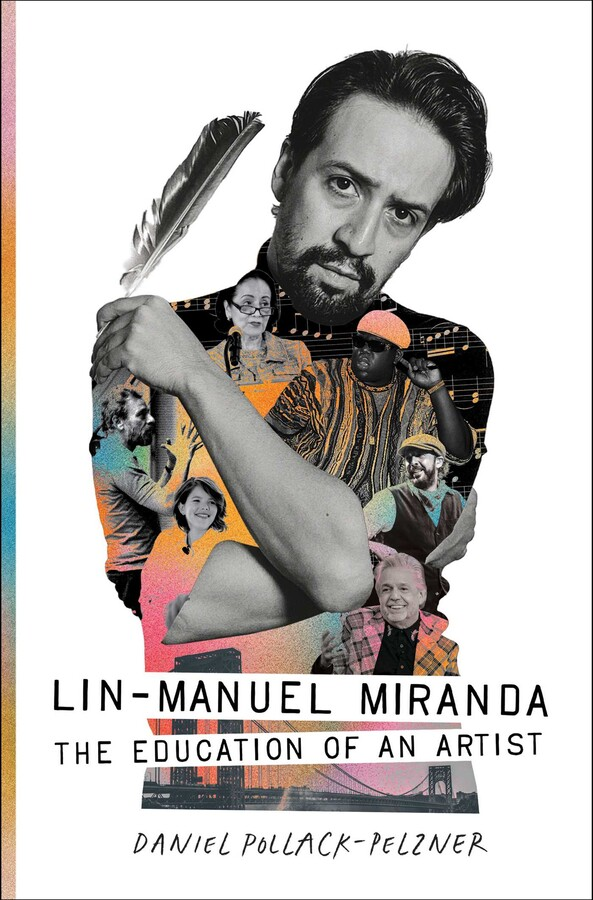 LIN-MANUEL MIRANDA
THE EDUCATION OF AN ARTIST
DANIEL POLLACK-PELZNER